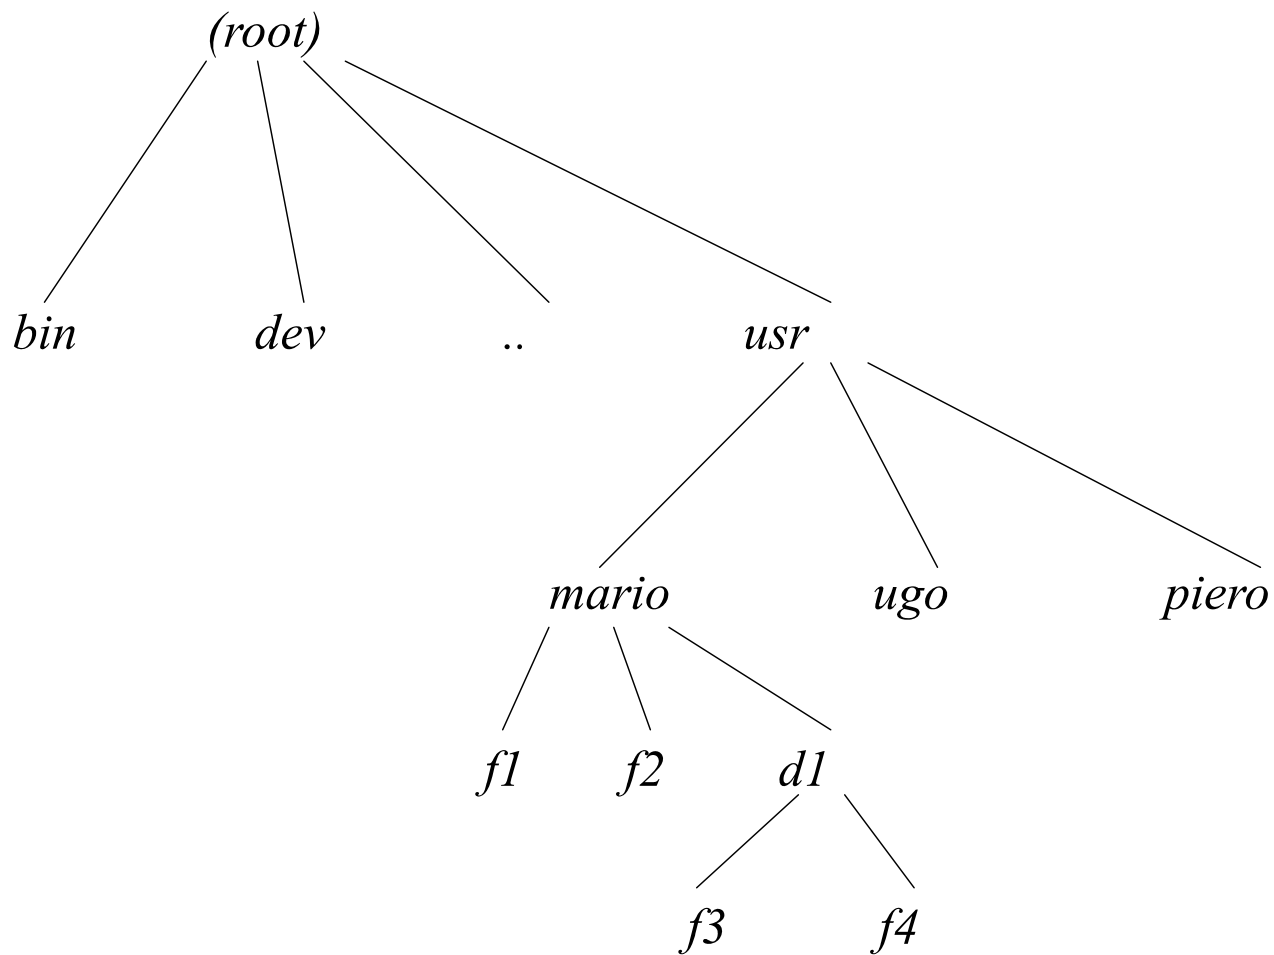 (root)
bin dev .. usr
mario ugo piero
f1 f2 d1
f3 f4